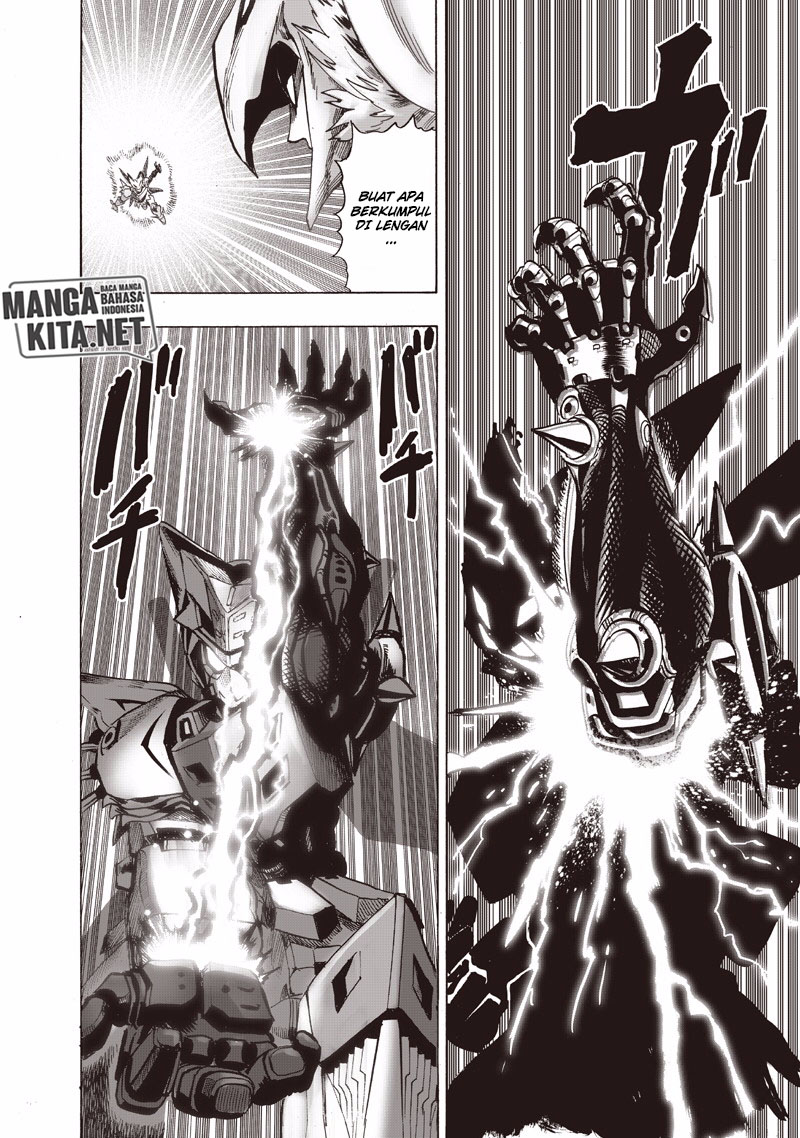 ガ
BUAT APA
BERKUMPUL
DI LENGAN
...
MANGA
KITA.NET
BACA MANGA
BAHASA
INDONESIA
バチ
バチ